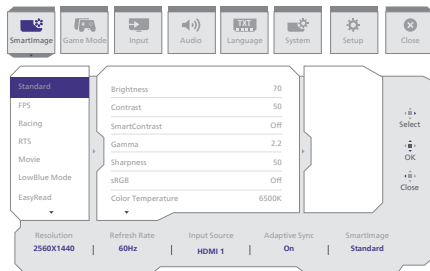 SmartImage
Game Mode
Input
Audio
TXT
Language
System
Setup
Close
Standard
FPS
Racing
RTS
Movie
LowBlue Mode
EasyRead
Brightness 70
Contrast 50
SmartContrast Off
Gamma 2.2
Sharpness 50
sRGB Off
Color Temperature 6500K
Select
OK
Close
Resolution Refresh Rate Input Source Adaptive Sync SmartImage
2560X1440 | 60Hz | HDMI 1 | On | Standard